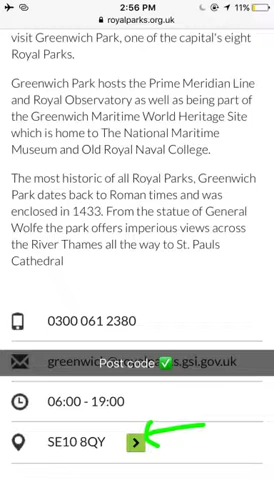 2:56 PM
11%
royalparks.org.uk
visit Greenwich Park, one of the capital's eight
Royal Parks.
Greenwich Park hosts the Prime Meridian Line
and Royal Observatory as well as being part of
the Greenwich Maritime World Heritage Site
which is home to The National Maritime
Museum and Old Royal Naval College.
The most historic of all Royal Parks, Greenwich
Park dates back to Roman times and was
enclosed in 1433. From the statue of General
Wolfe the park offers imperious views across
the River Thames all the way to St. Pauls
Cathedral
0300 061 2380
greenwich s.gsi.gov.uk
Post code ✅
06:00 - 19:00
SE10 8QY